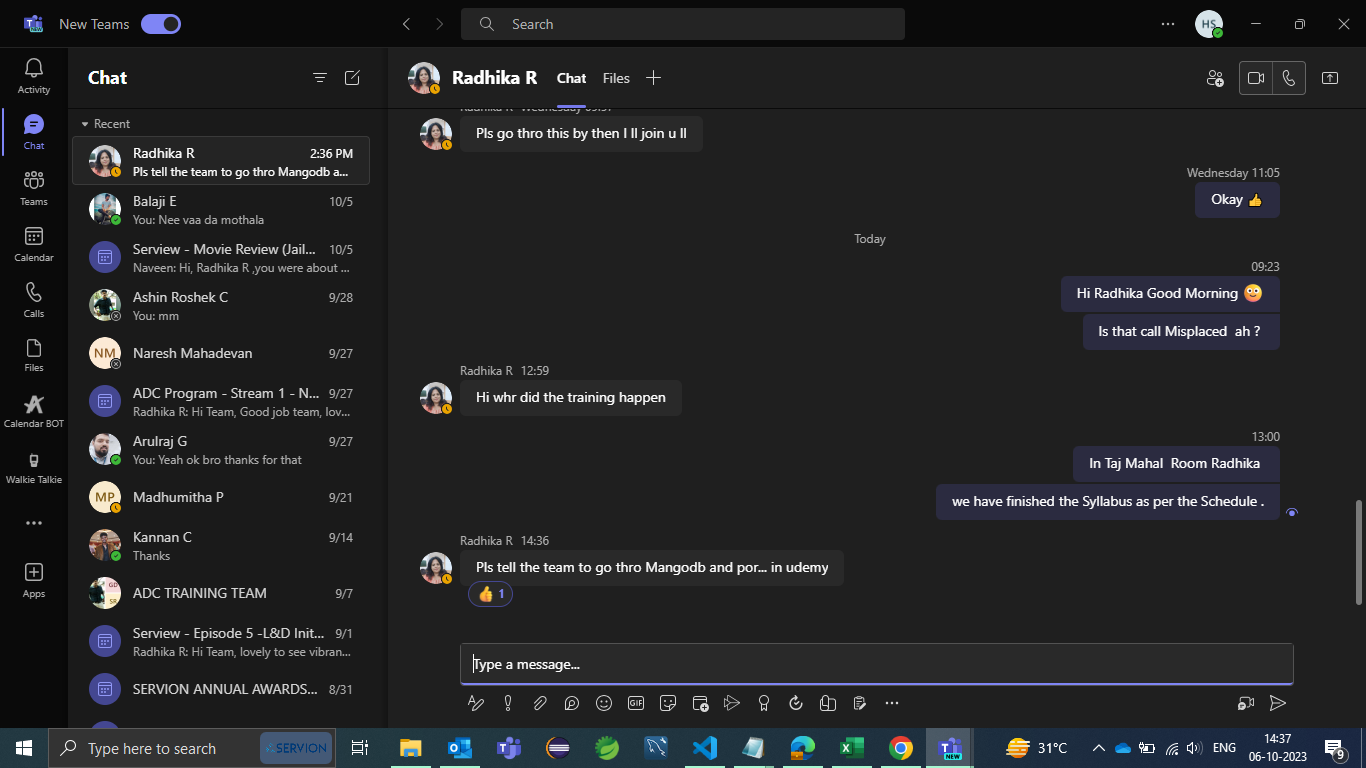 New Teams
Search
HS
Activity
Chat
Teams
Calendar
Calls
Files
Calendar BOT
Walkie Talkie
Apps
Chat
Recent
Radhika R 2:36 PM
Pls tell the team to go thro Mangodb a...
Balaji E 10/5
You: Nee vaa da mothala
Serview - Movie Review (Jail... 10/5
Naveen: Hi, Radhika R ,you were about ...
Ashin Roshek C 9/28
You: mm
NM Naresh Mahadevan 9/27
ADC Program - Stream 1 - N... 9/27
Radhika R: Hi Team, Good job team, lov...
Arulraj G 9/27
You: Yeah ok bro thanks for that
MP Madhumitha P 9/21
Kannan C 9/14
Thanks
GD
SR
ADC TRAINING TEAM 9/7
Serview - Episode 5 -L&D Init... 9/1
Radhika R: Hi Team, lovely to see vibran...
SERVION ANNUAL AWARDS... 8/31
Radhika R Chat Files
Radhika R Wednesday 09:57
Pls go thro this by then I ll join u ll
Wednesday 11:05
Okay 👍
Today
09:23
Hi Radhika Good Morning 😳
Is that call Misplaced ah ?
Radhika R 12:59
Hi whr did the training happen
13:00
In Taj Mahal Room Radhika
we have finished the Syllabus as per the Schedule .
Radhika R 14:36
Pls tell the team to go thro Mangodb and por... in udemy
👍 1
Type a message...
GIF
Type here to search
SERVION
NEW
31°C
ENG
14:37
06-10-2023
9